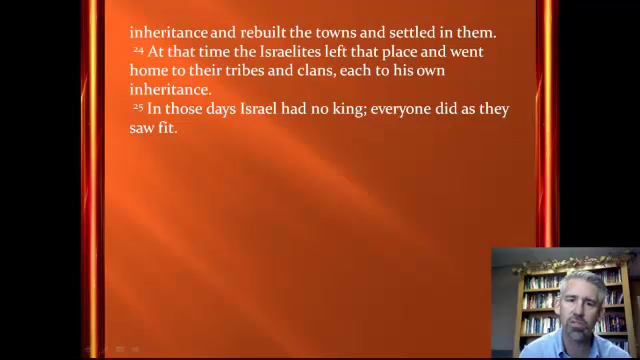 inheritance and rebuilt the towns and settled in them.
24 At that time the Israelites left that place and went
home to their tribes and clans, each to his own
inheritance.
25 In those days Israel had no king; everyone did as they
saw fit.